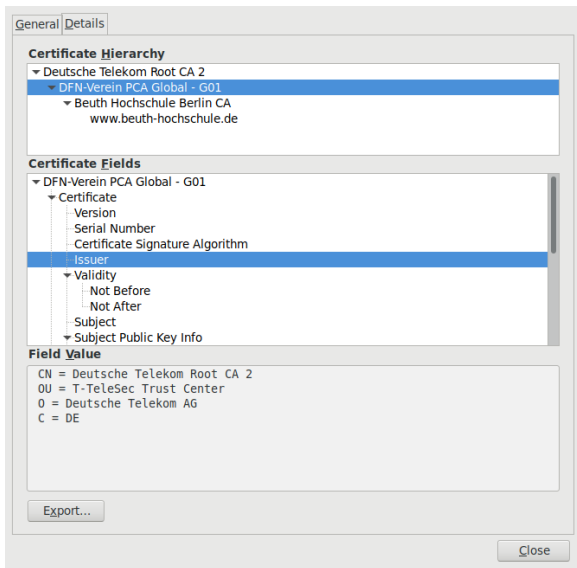 General Details
Certificate Hierarchy
Deutsche Telekom Root CA 2
DFN-Verein PCA Global - G01
Beuth Hochschule Berlin CA
www.beuth-hochschule.de
Certificate Fields
DFN-Verein PCA Global - G01
Certificate
Version
Serial Number
Certificate Signature Algorithm
Issuer
Validity
Not Before
Not After
Subject
Subject Public Key Info
Field Value
CN = Deutsche Telekom Root CA 2
OU = T-TeleSec Trust Center
O = Deutsche Telekom AG
C = DE
Export...
Close